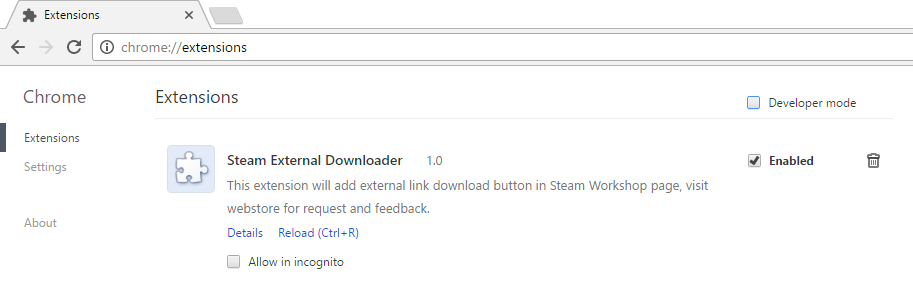 Extensions
chrome://extensions
Chrome
Extensions
Developer mode
Extensions
Settings
About
Steam External Downloader 1.0
Enabled
This extension will add external link download button in Steam Workshop page, visit
webstore for request and feedback.
Details Reload (Ctrl+R)
Allow in incognito